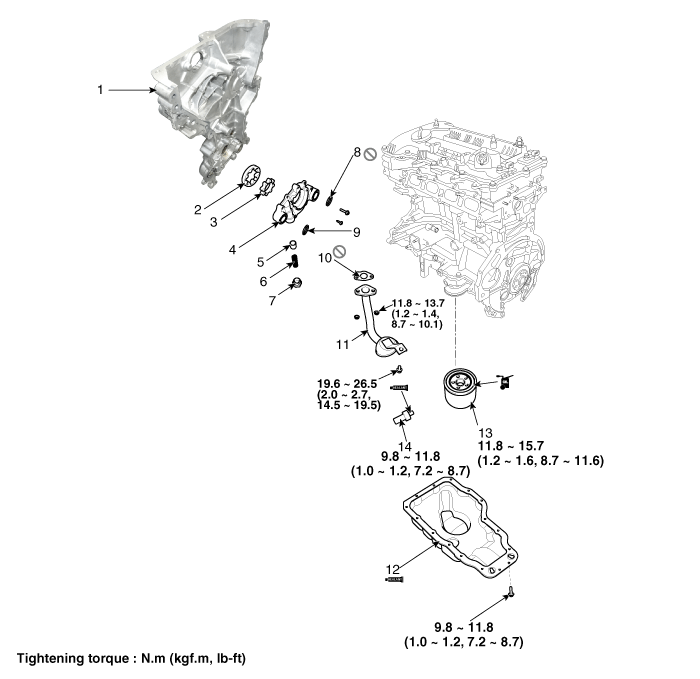 1
8
2
3
4
9
5
10
6
7
11.8 ~ 13.7
(1.2 ~ 1.4,
8.7 ~ 10.1)
11
19.6 ~ 26.5
(2.0 ~ 2.7,
14.5 ~ 19.5)
13
14
11.8 ~ 15.7
(1.2 ~ 1.6, 8.7 ~ 11.6)
9.8 ~ 11.8
(1.0 ~ 1.2, 7.2 ~ 8.7)
12
9.8 ~ 11.8
(1.0 ~ 1.2, 7.2 ~ 8.7)
Tightening torque : N.m (kgf.m, lb-ft)